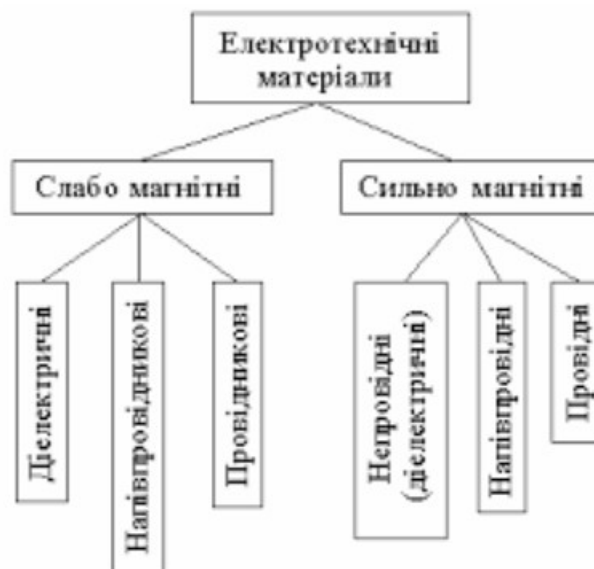 Електротехнічні
матеріали
Слабо магнітні
Сильно магнітні
Діелектричні
Напівпровідникові
Провідникові
Непровідні
(діелектричні)
Напівпровідні
Провідні